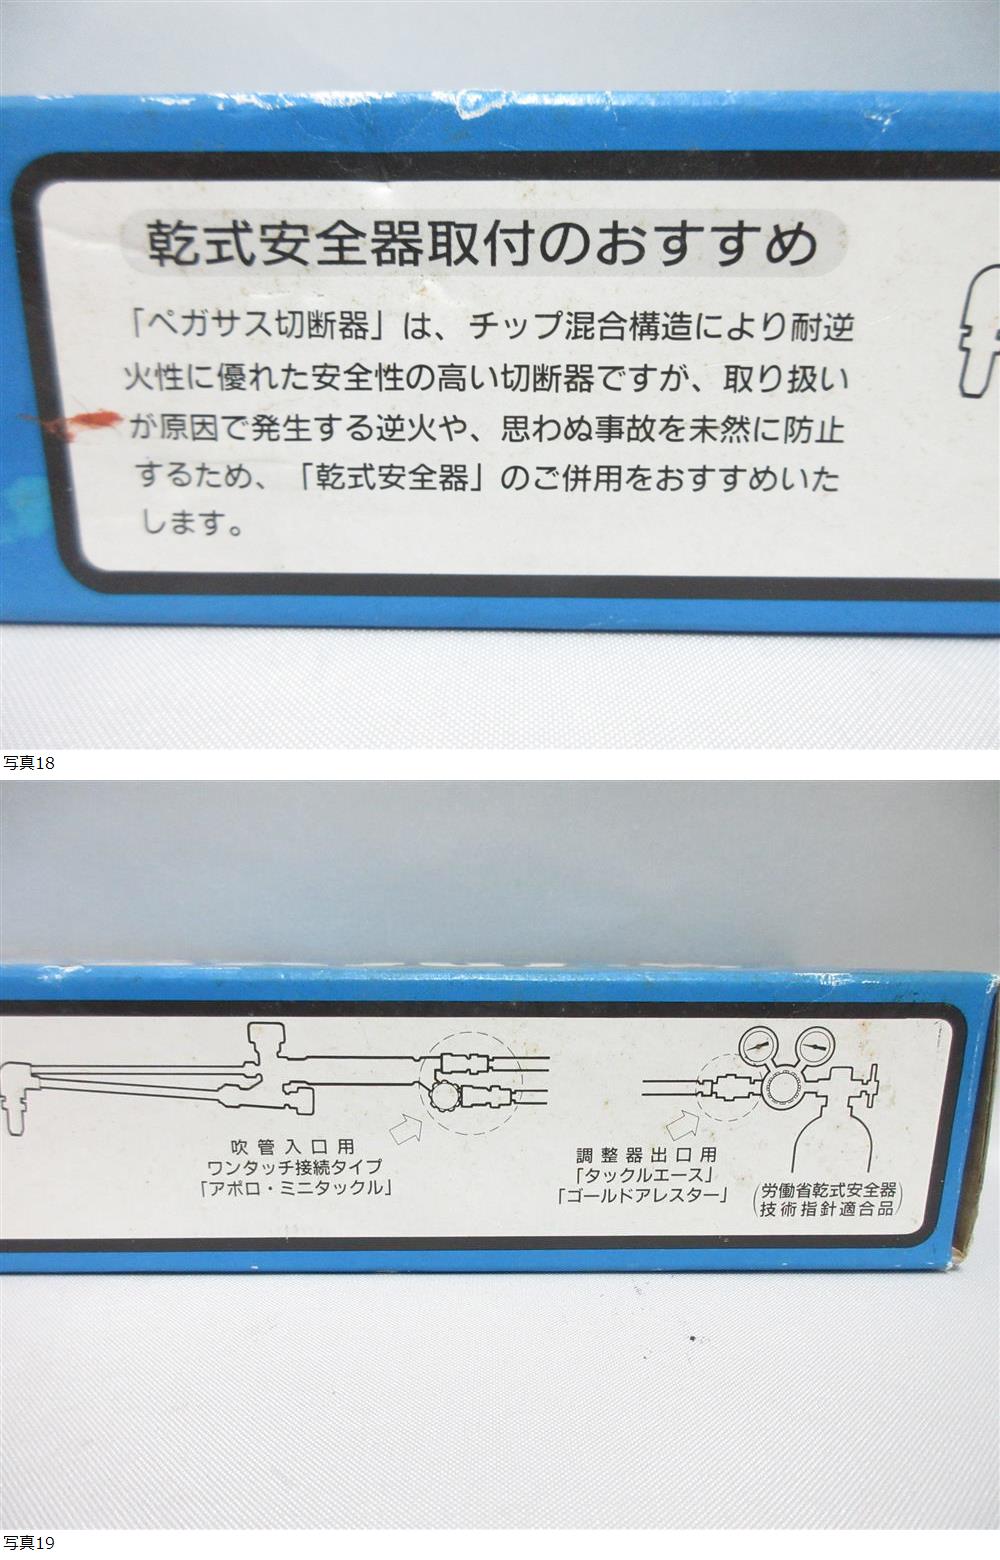 乾式安全器取付のおすすめ
「ペガサス切断器」は、チップ混合構造により耐逆
火性に優れた安全性の高い切断器ですが、取り扱い
が原因で発生する逆火や、思わぬ事故を未然に防止
するため、「乾式安全器」のご併用をおすすめいた
します。
写真18
吹管入口用
ワンタッチ接続タイプ
「アポロ・ミニタックル」
調整器出口用
「タックルエース」
「ゴールドアレスター」
(労働省乾式安全器
技術指針適合品)
写真19